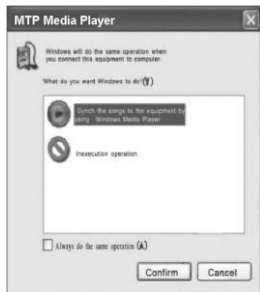 MTP Media Player
Windows will do the same operation when
you connect this equipment to computer.
What do you want Windows to do?(Y)
Synch the songs to the equipment by
using : Windows Media Player
Inesecution operation
Always do the same operation (A)
Confirm
Cancel